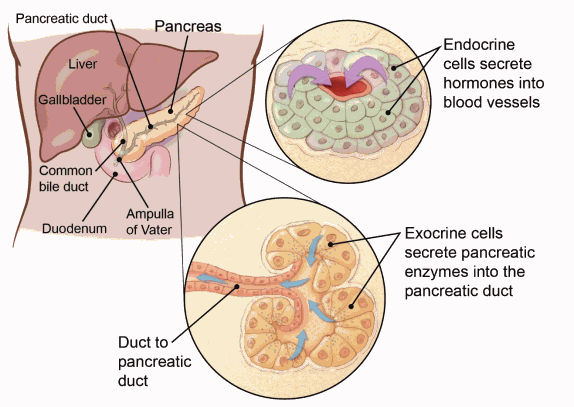 Pancreatic duct
Pancreas
Liver
Gallbladder
Common
bile duct
Duodenum
Ampulla
of Vater
Endocrine
cells secrete
hormones into
blood vessels
Exocrine cells
secrete pancreatic
enzymes into the
pancreatic duct
Duct to
pancreatic
duct